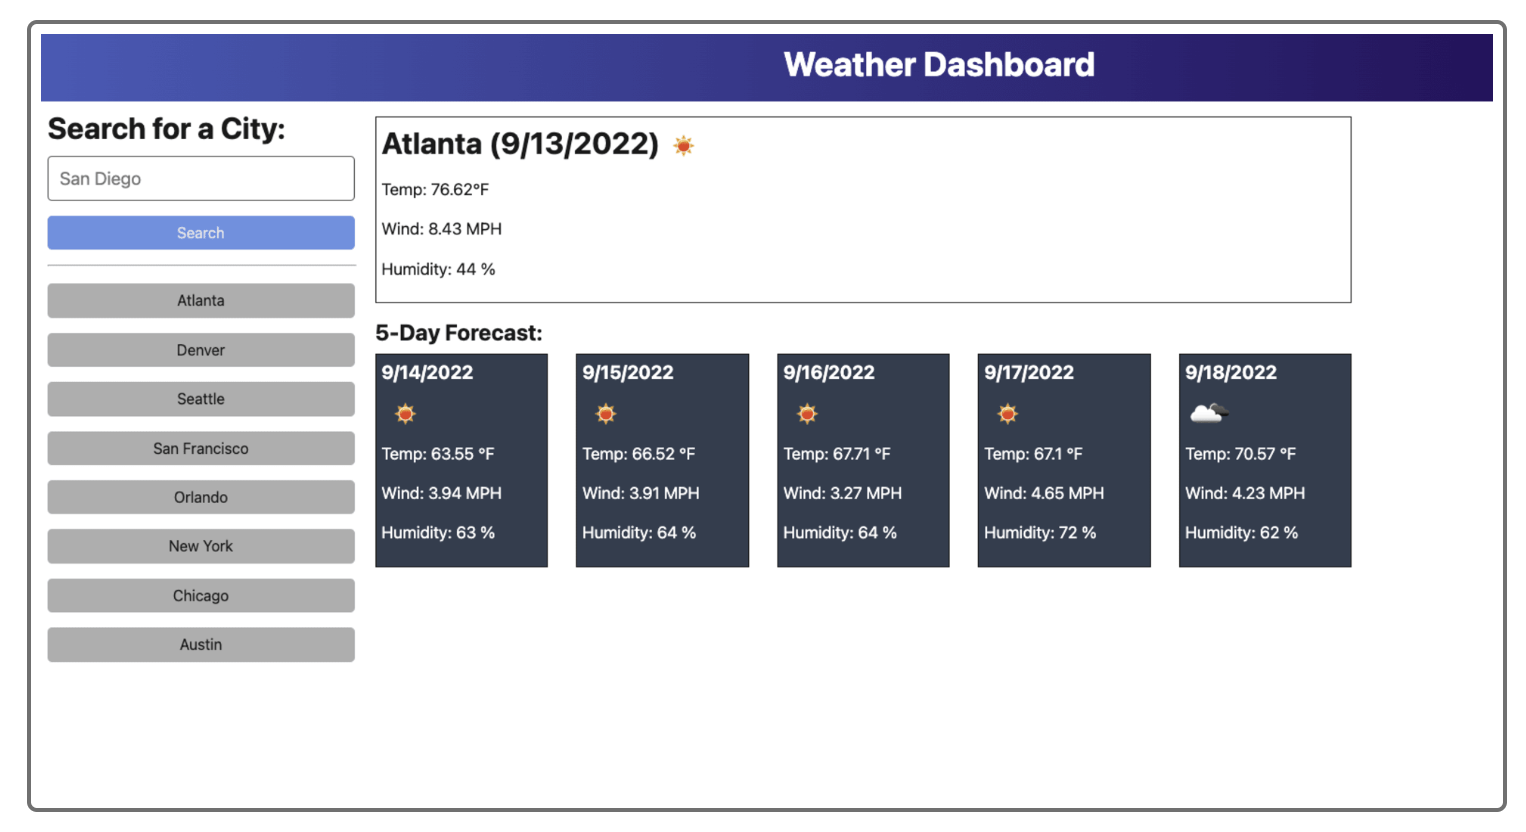 Weather Dashboard
Search for a City:
San Diego
Search
Atlanta
Denver
Seattle
San Francisco
Orlando
New York
Chicago
Austin
Atlanta (9/13/2022)
Temp: 76.62°F
Wind: 8.43 MPH
Humidity: 44 %
5-Day Forecast:
9/14/2022
Temp: 63.55 °F
Wind: 3.94 MPH
Humidity: 63 %
9/15/2022
Temp: 66.52 °F
Wind: 3.91 MPH
Humidity: 64 %
9/16/2022
Temp: 67.71 °F
Wind: 3.27 MPH
Humidity: 64 %
9/17/2022
Temp: 67.1 °F
Wind: 4.65 MPH
Humidity: 72 %
9/18/2022
Temp: 70.57 °F
Wind: 4.23 MPH
Humidity: 62 %